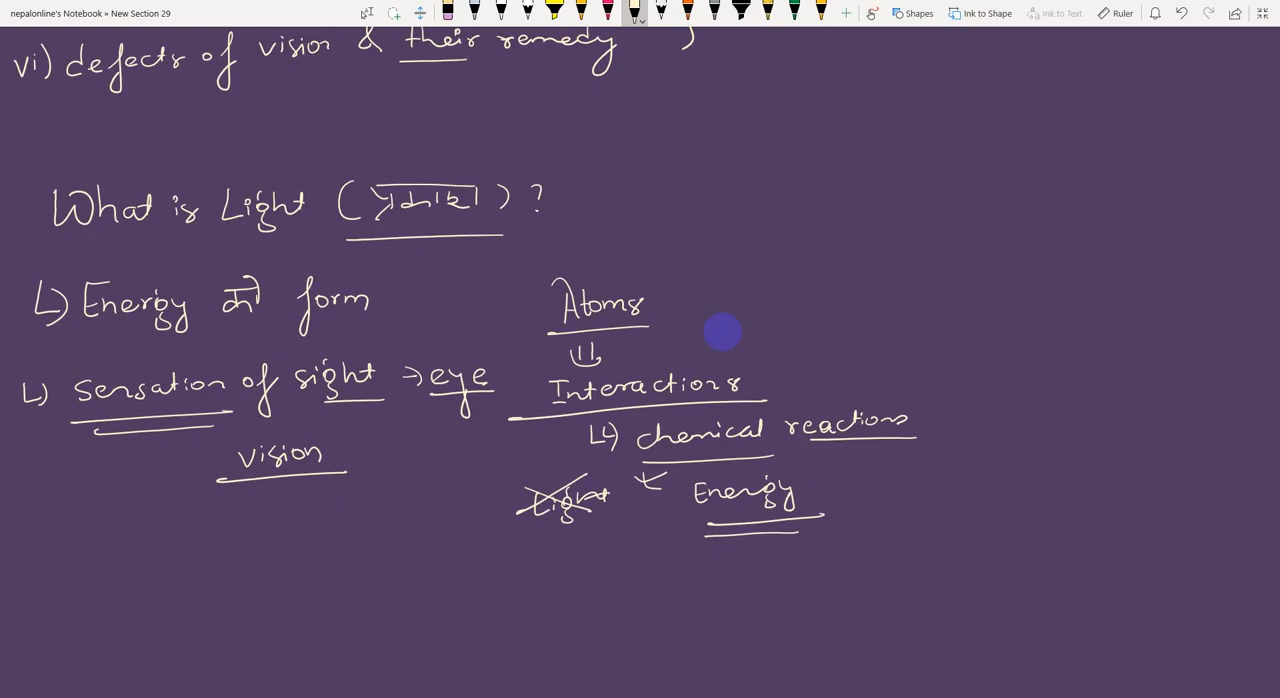 nepalonline's Notebook » New Section 29
Shapes Ink to Shape Ink to Text Ruler
vi) defects of vision & their remedy )
What is Light (प्रकाश) ?
↳ Energy को form
↳ Sensation of sight → eye
vision
Atoms
⇓
Interactions
↳ chemical reactions
Light ← Energy